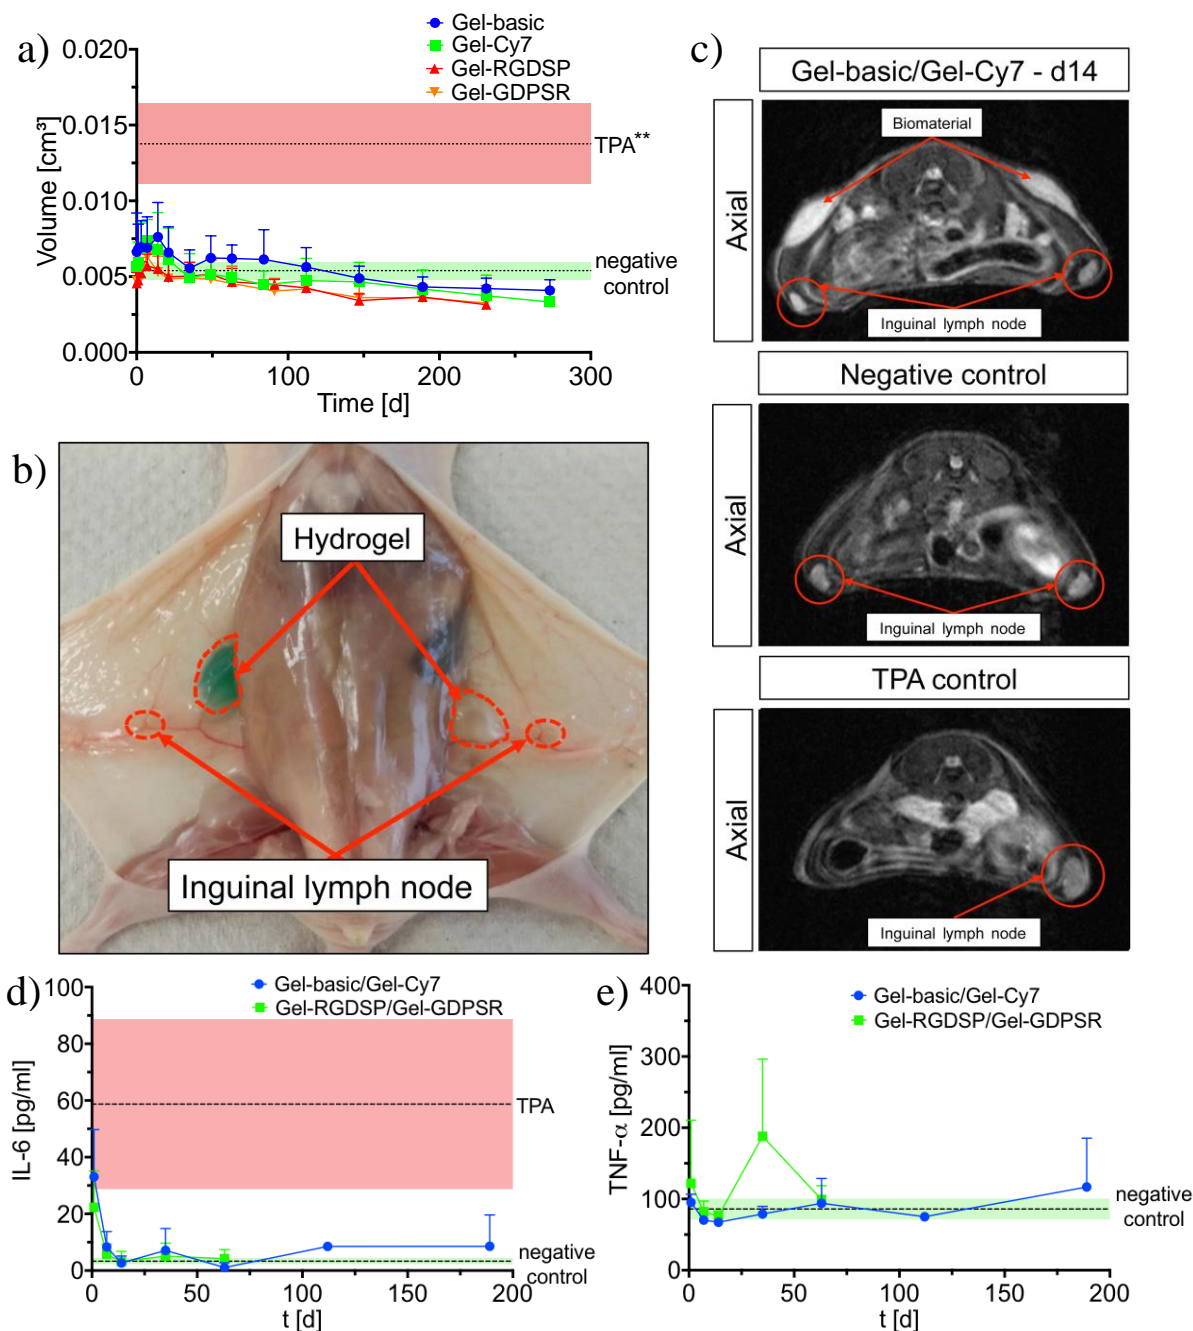 a)
Gel-basic
Gel-Cy7
Gel-RGDSP
Gel-GDPSR
0.020
0.015
0.010
0.005
0.000
Volume [cm³]
TPA**
negative
control
0
100
200
300
Time [d]
b)
Hydrogel
Inguinal lymph node
c)
Gel-basic/Gel-Cy7 - d14
Axial
Biomaterial
Inguinal lymph node
Negative control
Axial
Inguinal lymph node
TPA control
Axial
Inguinal lymph node
d)
Gel-basic/Gel-Cy7
Gel-RGDSP/Gel-GDPSR
100
80
60
40
20
0
IL-6 [pg/ml]
TPA
negative
control
0
50
100
150
200
t [d]
e)
Gel-basic/Gel-Cy7
Gel-RGDSP/Gel-GDPSR
400
300
200
100
0
TNF-α [pg/ml]
negative
control
0
50
100
150
200
t [d]